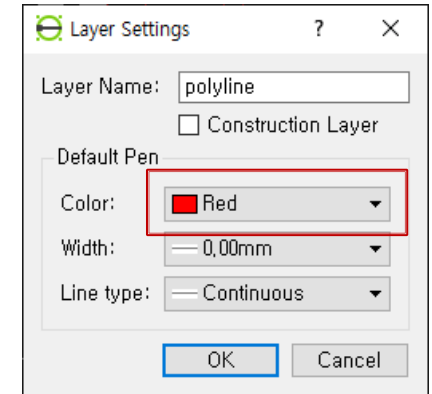 Layer Settings ? ×
Layer Name: polyline
Construction Layer
Default Pen
Color: Red
Width: 0,00mm
Line type: Continuous
OK Cancel